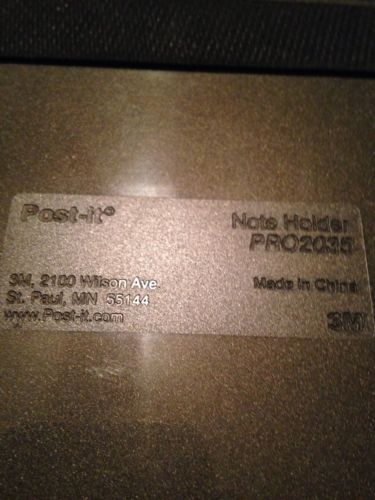 Post-it®
Note Holder
PRO2035
3M, 2100 Wilson Ave
St. Paul, MN 55144
www.Post-it.com
Made in China
3M